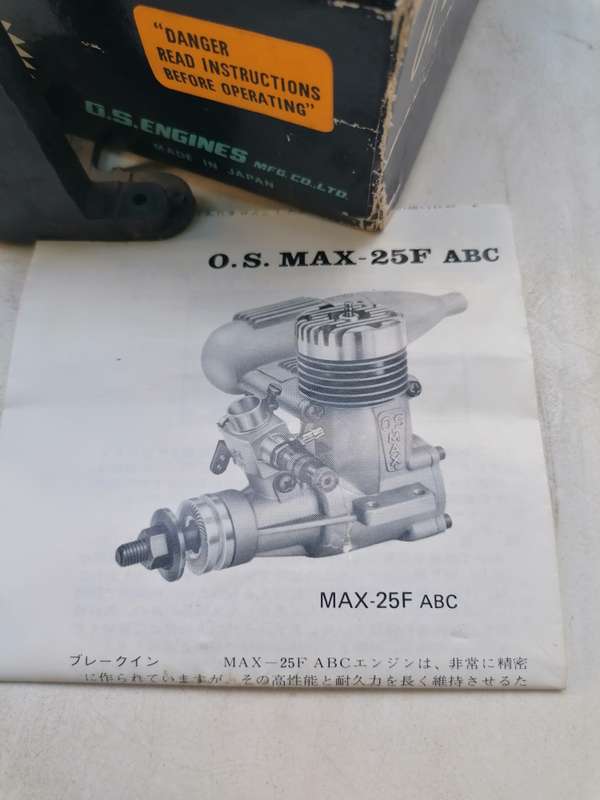 "DANGER
READ INSTRUCTIONS
BEFORE OPERATING"
O.S.ENGINES MFG.CO.,LTD.
MADE IN JAPAN
O.S. MAX-25F ABC
O.S.
MAX
MAX-25F ABC
ブレークイン MAX－25F ABCエンジンは、非常に精密
に作られていますが、その高性能と耐久力を長く維持させるた